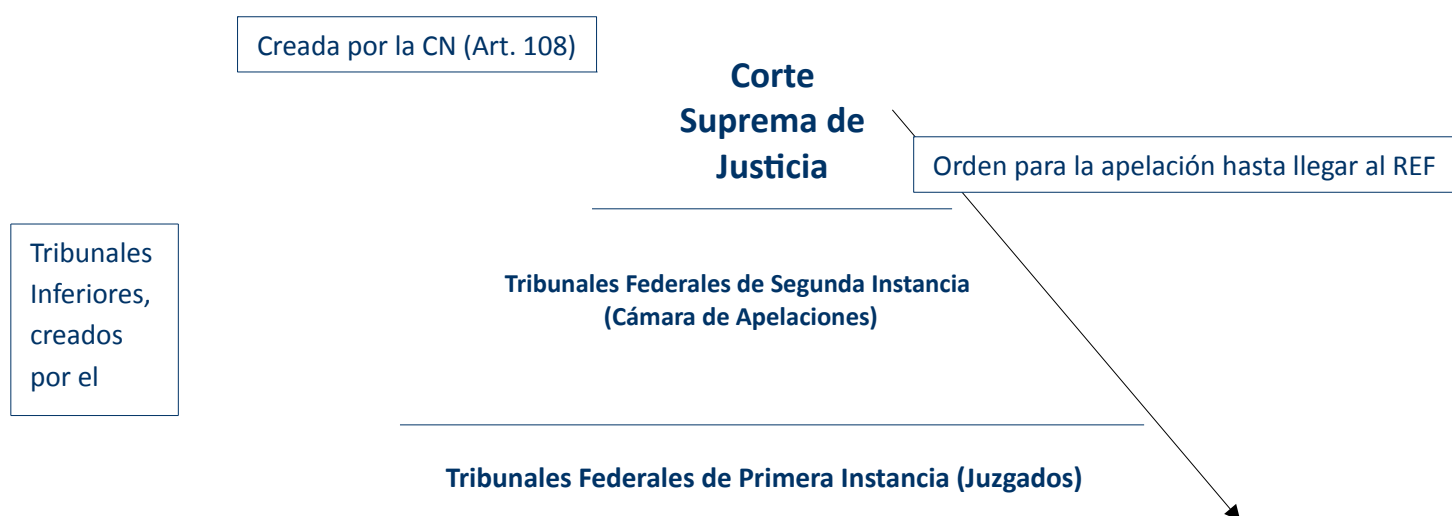 Creada por la CN (Art. 108)
Corte
Suprema de
Justicia
Orden para la apelación hasta llegar al REF
Tribunales
Inferiores,
creados
por el
Tribunales Federales de Segunda Instancia
(Cámara de Apelaciones)
Tribunales Federales de Primera Instancia (Juzgados)